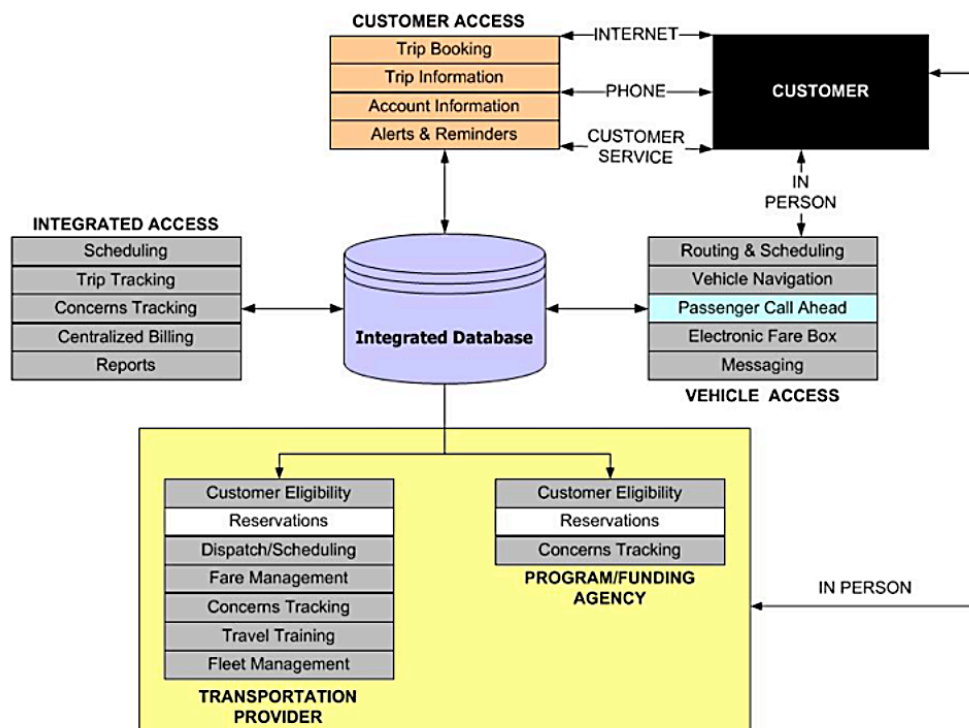 CUSTOMER ACCESS
Trip Booking
Trip Information
Account Information
Alerts & Reminders
INTERNET
PHONE
CUSTOMER
SERVICE
CUSTOMER
IN
PERSON
INTEGRATED ACCESS
Scheduling
Trip Tracking
Concerns Tracking
Centralized Billing
Reports
Integrated Database
Routing & Scheduling
Vehicle Navigation
Passenger Call Ahead
Electronic Fare Box
Messaging
VEHICLE ACCESS
Customer Eligibility
Reservations
Dispatch/Scheduling
Fare Management
Concerns Tracking
Travel Training
Fleet Management
TRANSPORTATION
PROVIDER
Customer Eligibility
Reservations
Concerns Tracking
PROGRAM/FUNDING
AGENCY
IN PERSON